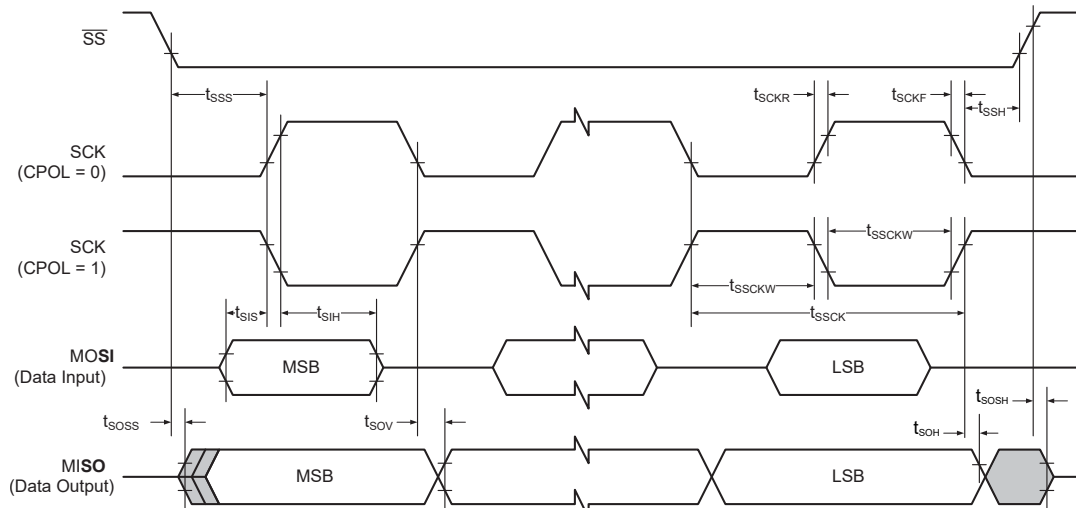 SS
tSSS
tSCKR
tSCKF
tSSH
SCK
(CPOL = 0)
SCK
(CPOL = 1)
tSSCKW
tSSCKW
tSSCK
tSIS
tSIH
MOSI
(Data Input)
MSB
LSB
tSOSS
tSOV
tSOH
tSOSH
MISO
(Data Output)
MSB
LSB